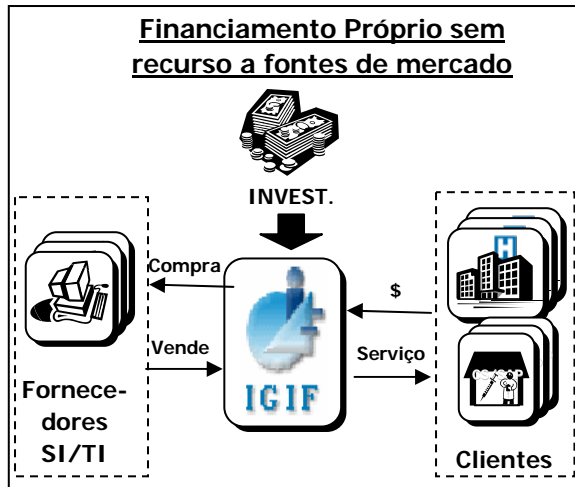 Financiamento Próprio sem
recurso a fontes de mercado
INVEST.
Compra
$
Vende
Serviço
IGIF
H
Fornece-
dores
SI/TI
Clientes